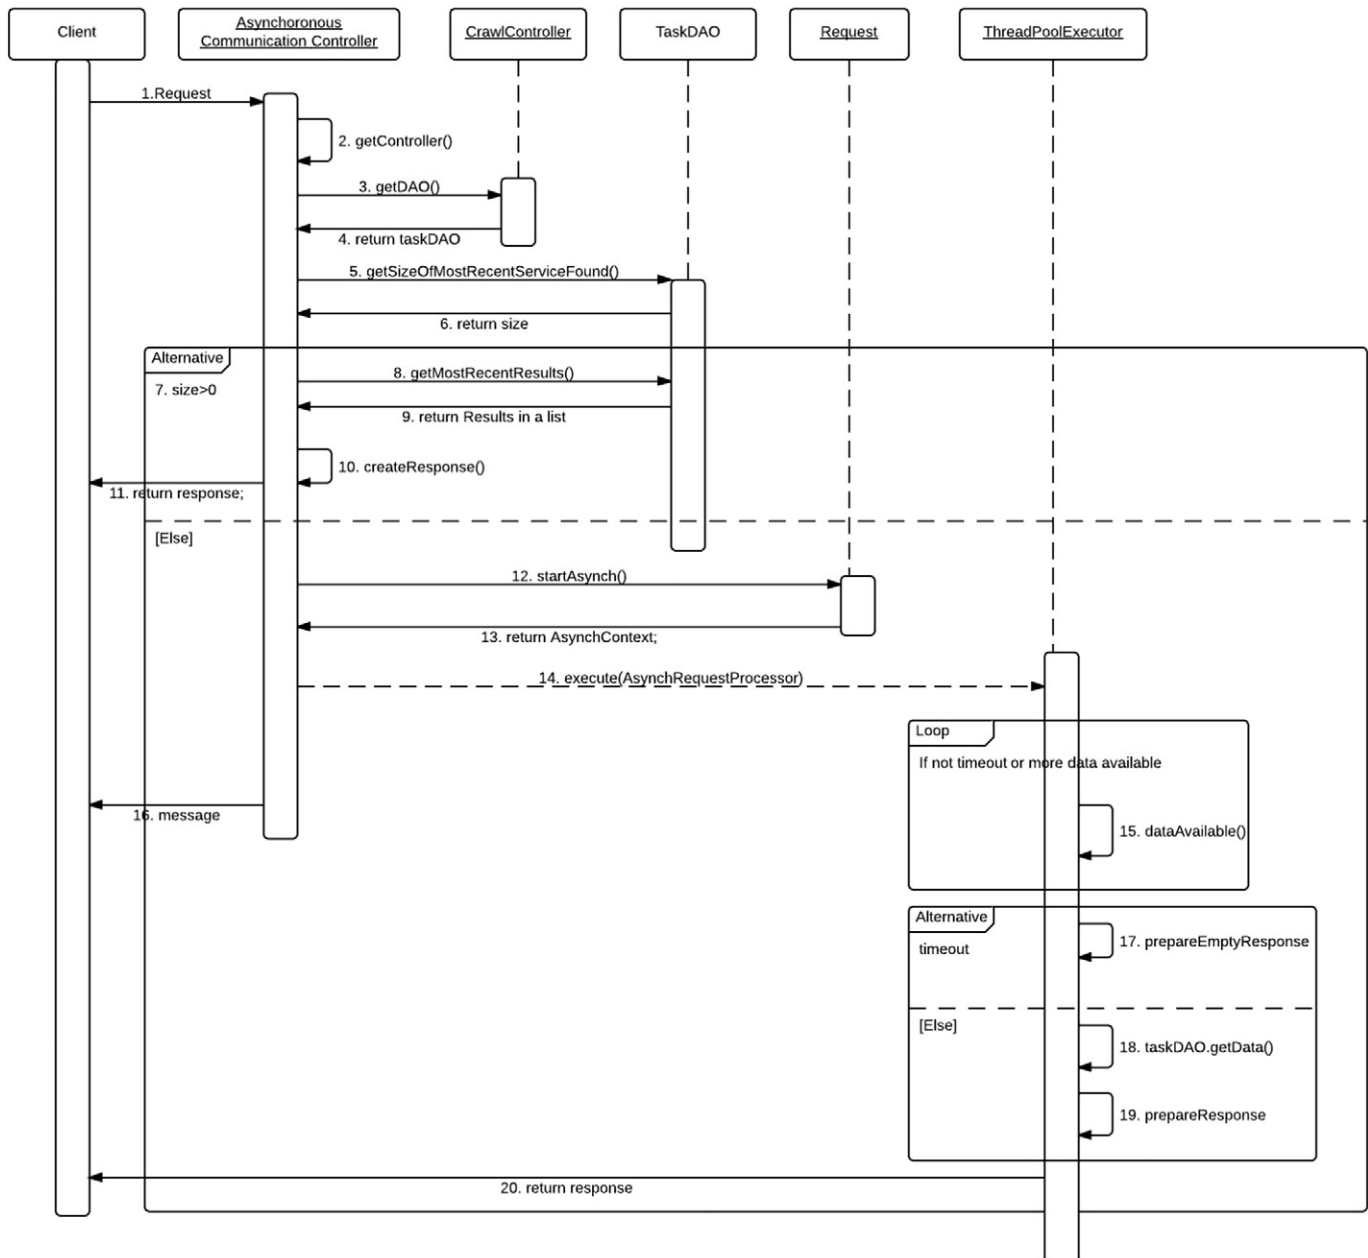 Client
Asynchoronous
Communication Controller
CrawlController
TaskDAO
Request
ThreadPoolExecutor
1.Request
2. getController()
3. getDAO()
4. return taskDAO
5. getSizeOfMostRecentServiceFound()
6. return size
Alternative
7. size>0
8. getMostRecentResults()
9. return Results in a list
10. createResponse()
11. return response;
[Else]
12. startAsynch()
13. return AsynchContext;
14. execute(AsynchRequestProcessor)
Loop
If not timeout or more data available
15. dataAvailable()
16. message
Alternative
timeout
17. prepareEmptyResponse
[Else]
18. taskDAO.getData()
19. prepareResponse
20. return response